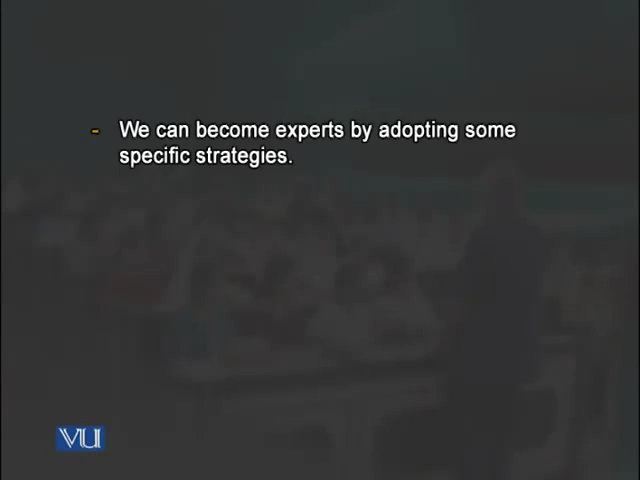 - We can become experts by adopting some
specific strategies.
VU